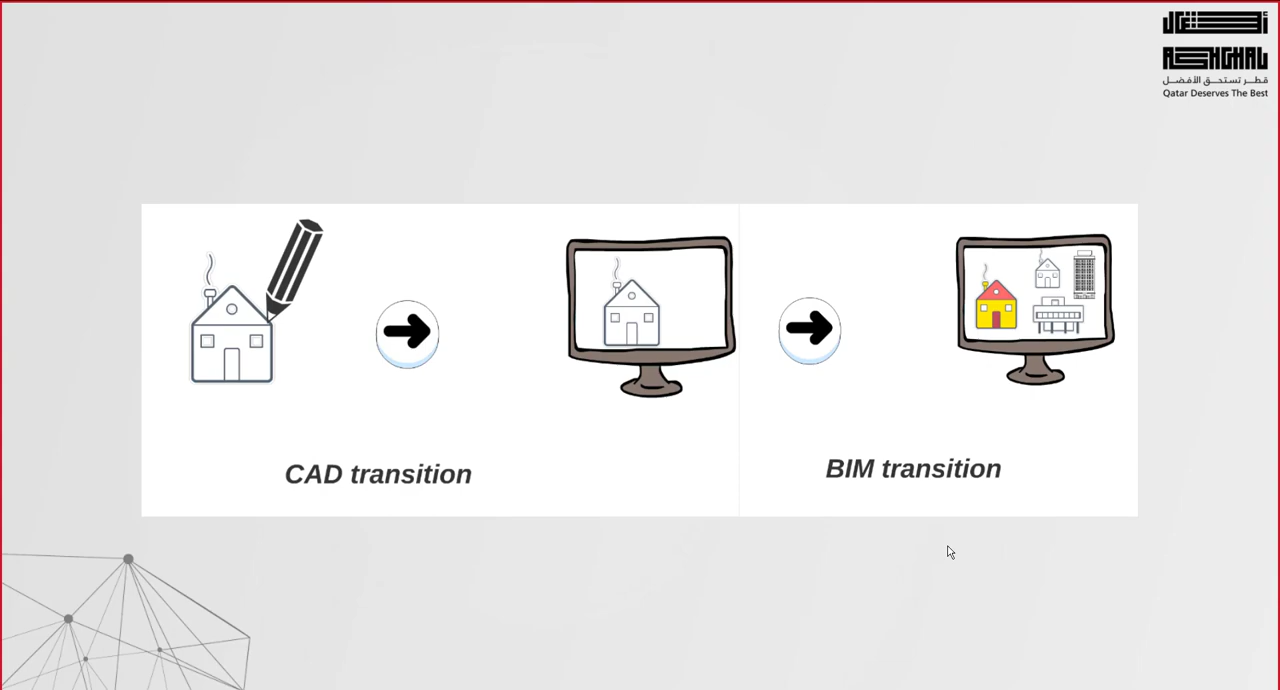 أشغال
ASHGHAL
قطر تستحق الأفضل
Qatar Deserves The Best
CAD transition
BIM transition